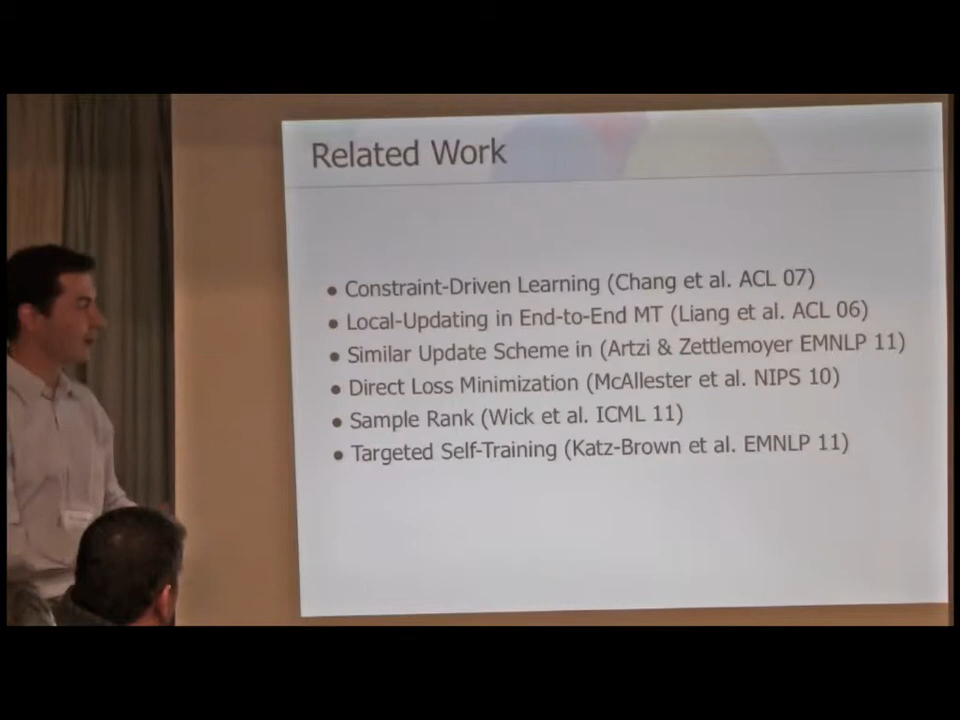 Related Work
• Constraint-Driven Learning (Chang et al. ACL 07)
• Local-Updating in End-to-End MT (Liang et al. ACL 06)
• Similar Update Scheme in (Artzi & Zettlemoyer EMNLP 11)
• Direct Loss Minimization (McAllester et al. NIPS 10)
• Sample Rank (Wick et al. ICML 11)
• Targeted Self-Training (Katz-Brown et al. EMNLP 11)